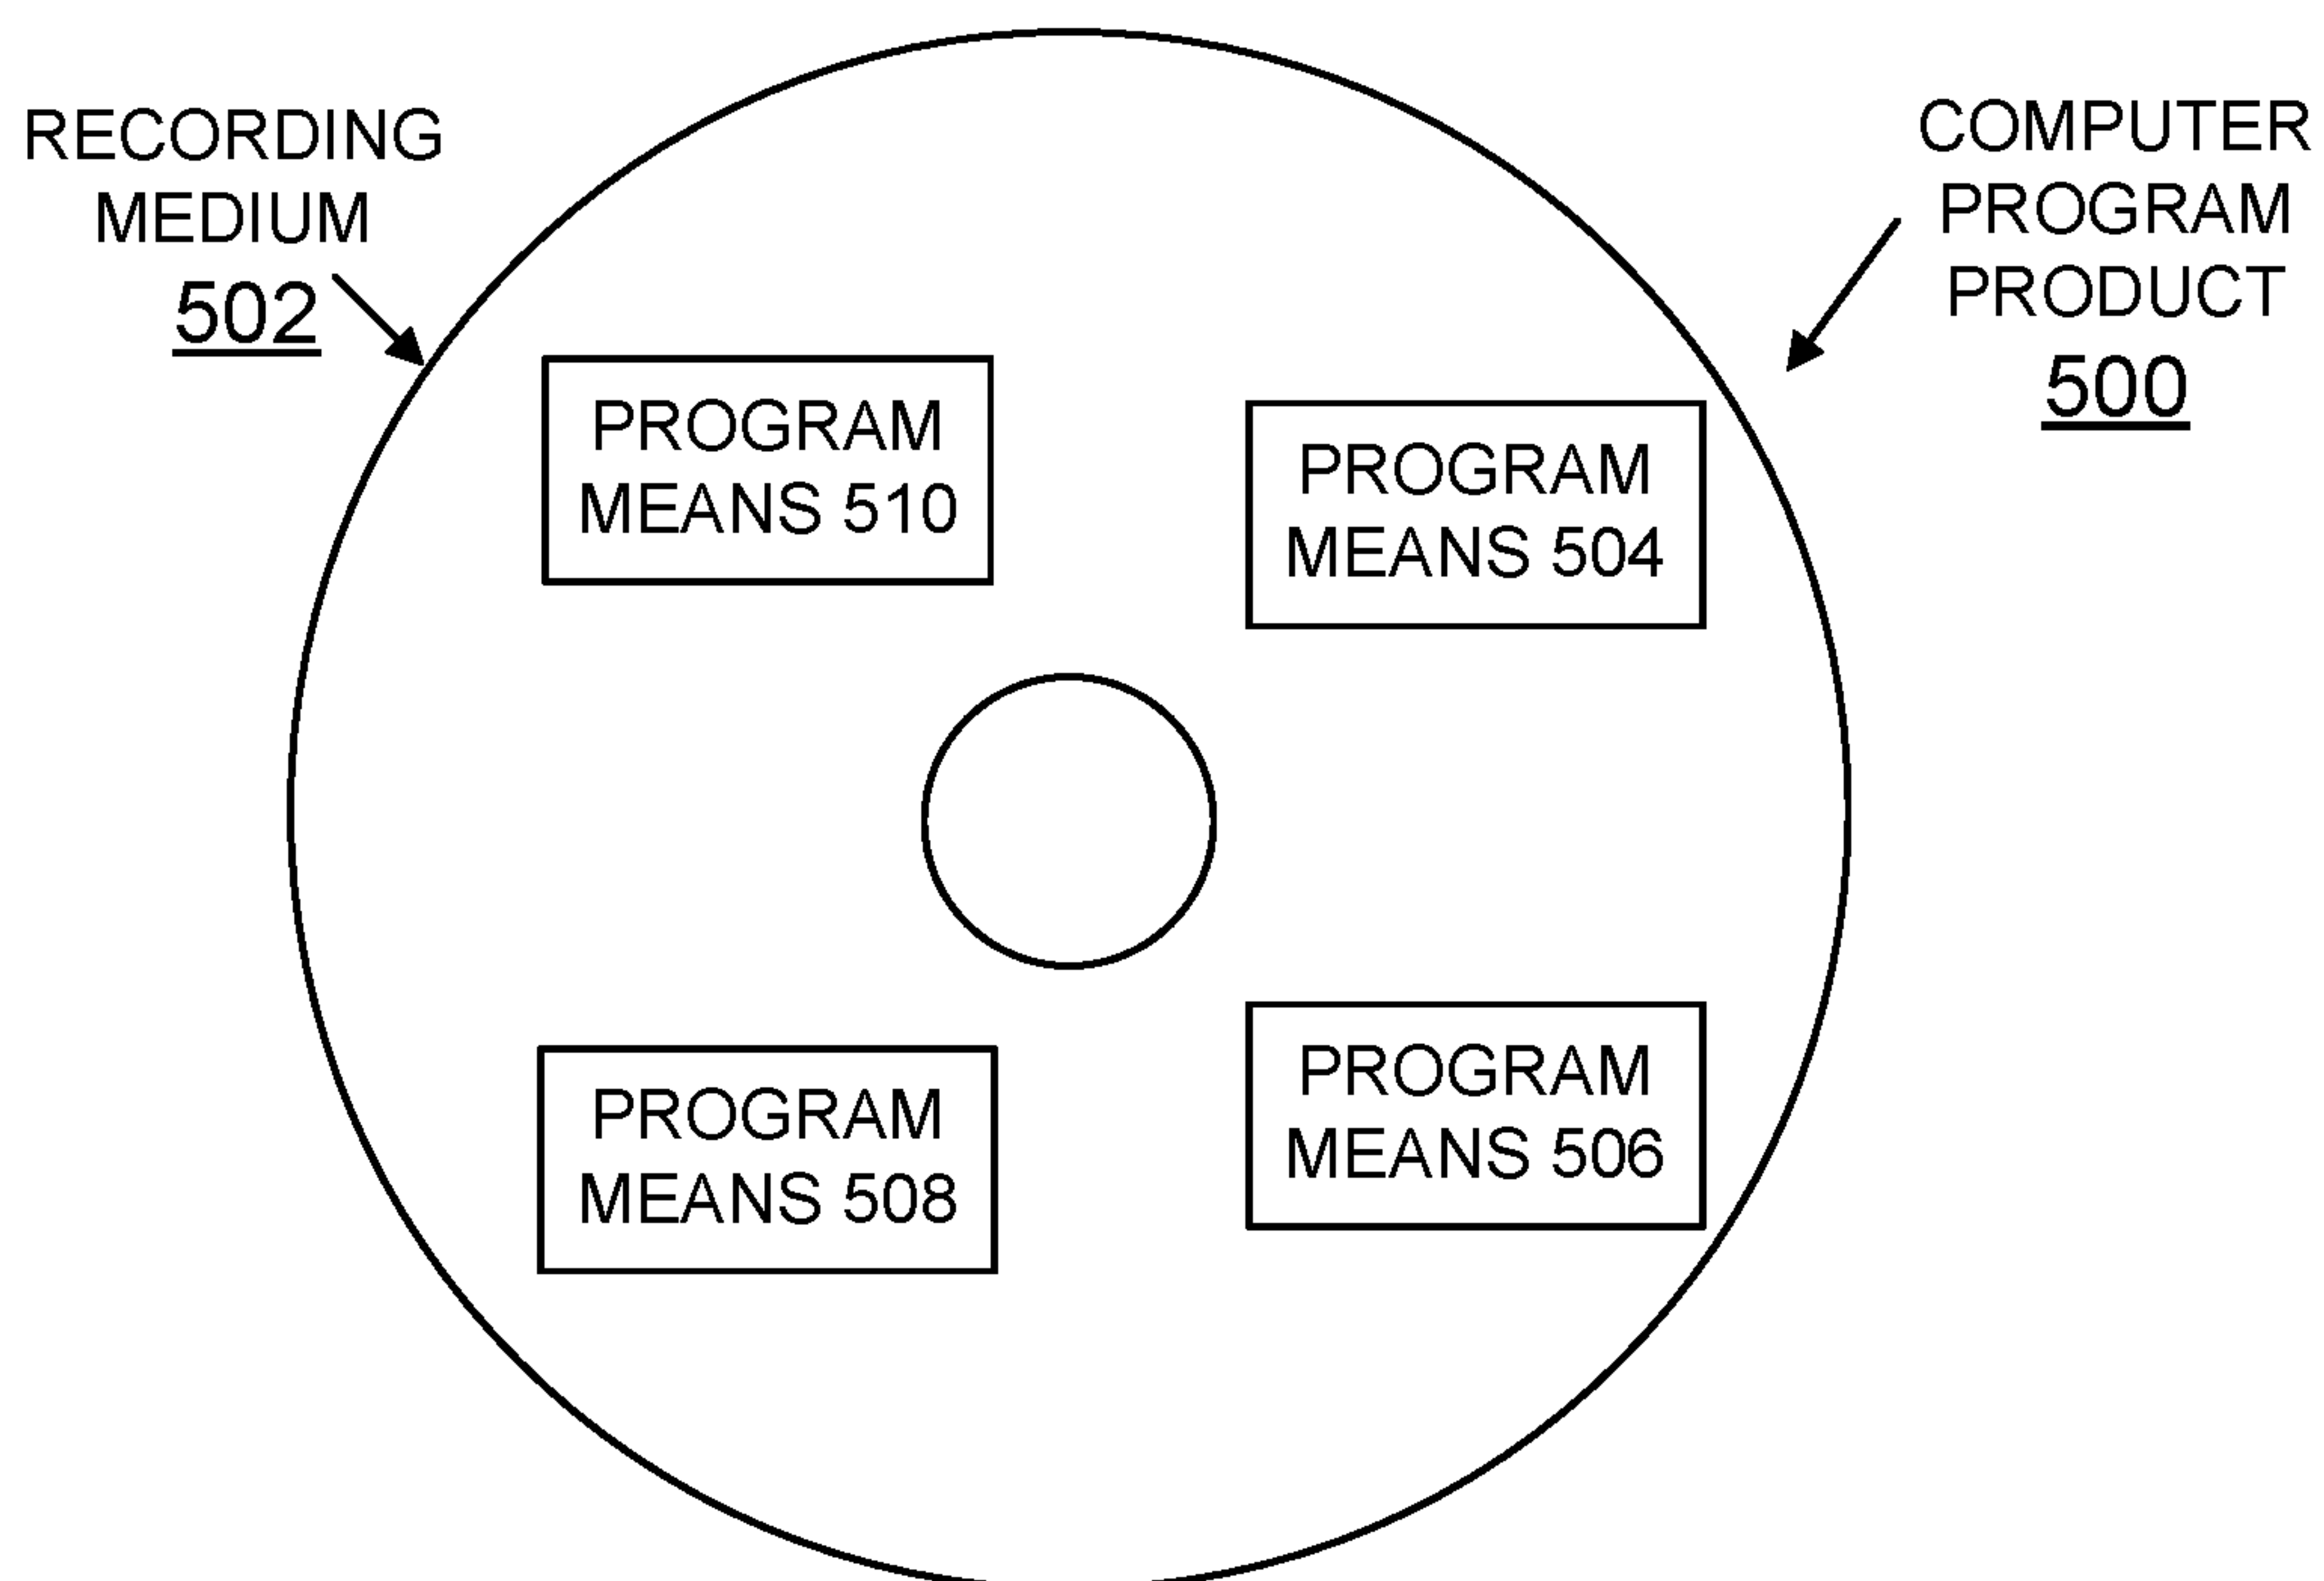 RECORDING
MEDIUM
502
COMPUTER
PROGRAM
PRODUCT
500
PROGRAM
MEANS 510
PROGRAM
MEANS 504
PROGRAM
MEANS 508
PROGRAM
MEANS 506